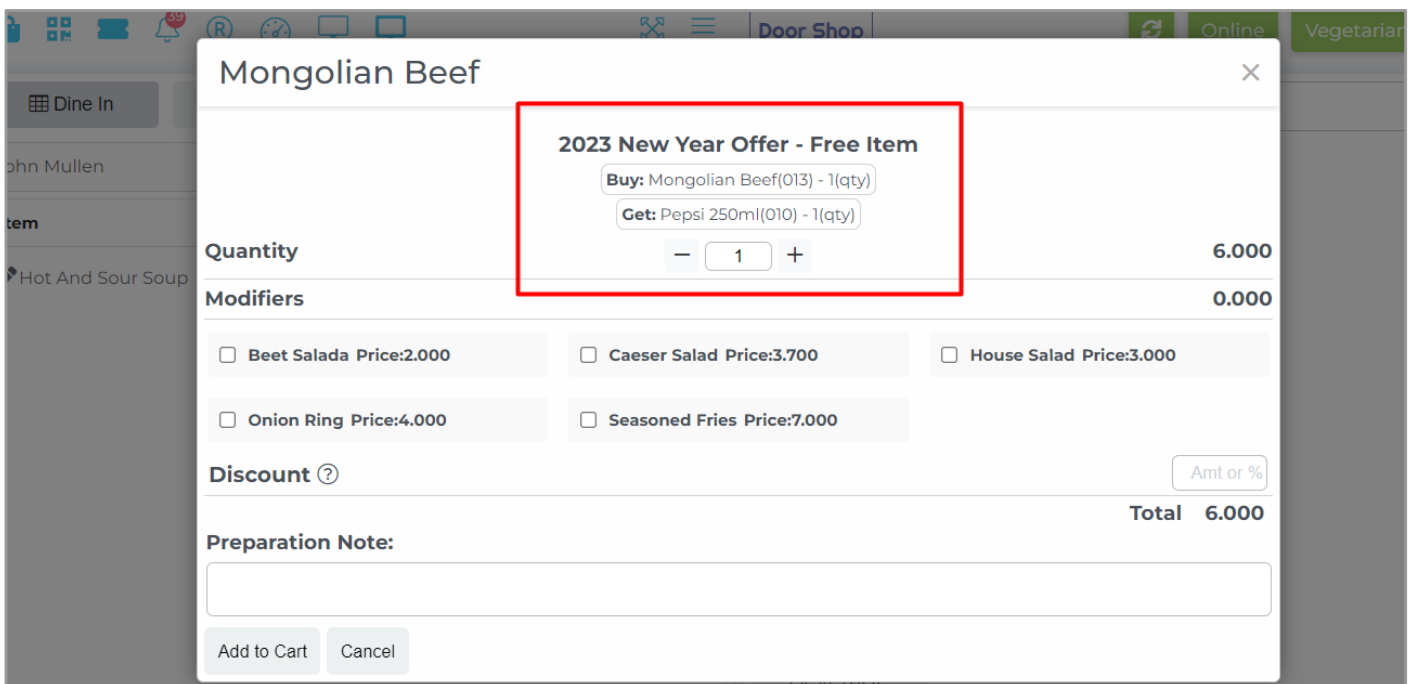 39
R
Door Shop
Online
Vegetarian
Mongolian Beef
×
Dine In
2023 New Year Offer - Free Item
ohn Mullen
Buy: Mongolian Beef(013) - 1(qty)
Get: Pepsi 250ml(010) - 1(qty)
tem
Quantity
− 1 +
6.000
Hot And Sour Soup
Modifiers
0.000
Beet Salada Price:2.000
Caeser Salad Price:3.700
House Salad Price:3.000
Onion Ring Price:4.000
Seasoned Fries Price:7.000
Discount ?
Amt or %
Total 6.000
Preparation Note:
Add to Cart
Cancel